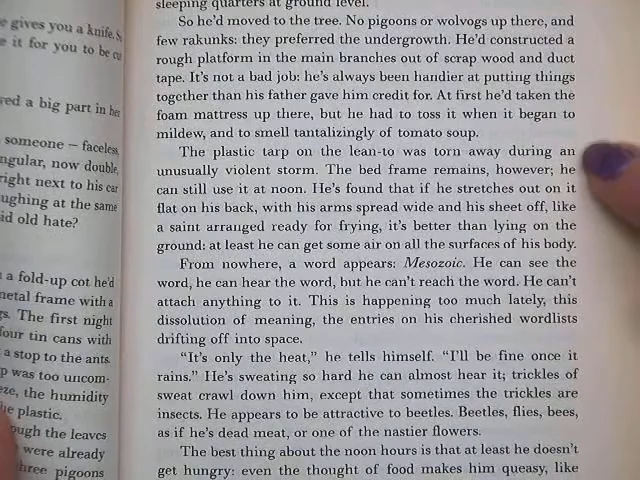 e gives you a knife.
e it for you to be
ved a big part in her
someone – faceless,
ngular, now double,
right next to his car
ughing at the same
id old hate?
a fold-up cot he'd
metal frame with a
gs. The first night
four tin cans with
a stop to the ants.
p was too uncom-
eze, the humidity
he plastic.
ough the leaves
were already
three pigoons
sleeping quarters at ground level.
So he'd moved to the tree. No pigoons or wolvogs up there, and
few rakunks: they preferred the undergrowth. He'd constructed a
rough platform in the main branches out of scrap wood and duct
tape. It's not a bad job: he's always been handier at putting things
together than his father gave him credit for. At first he'd taken the
foam mattress up there, but he had to toss it when it began to
mildew, and to smell tantalizingly of tomato soup.
The plastic tarp on the lean-to was torn away during an
unusually violent storm. The bed frame remains, however; he
can still use it at noon. He's found that if he stretches out on it
flat on his back, with his arms spread wide and his sheet off, like
a saint arranged ready for frying, it's better than lying on the
ground: at least he can get some air on all the surfaces of his body.
From nowhere, a word appears: Mesozoic. He can see the
word, he can hear the word, but he can't reach the word. He can't
attach anything to it. This is happening too much lately, this
dissolution of meaning, the entries on his cherished wordlists
drifting off into space.
"It's only the heat," he tells himself. "I'll be fine once it
rains." He's sweating so hard he can almost hear it; trickles of
sweat crawl down him, except that sometimes the trickles are
insects. He appears to be attractive to beetles. Beetles, flies, bees,
as if he's dead meat, or one of the nastier flowers.
The best thing about the noon hours is that at least he doesn't
get hungry: even the thought of food makes him queasy, like